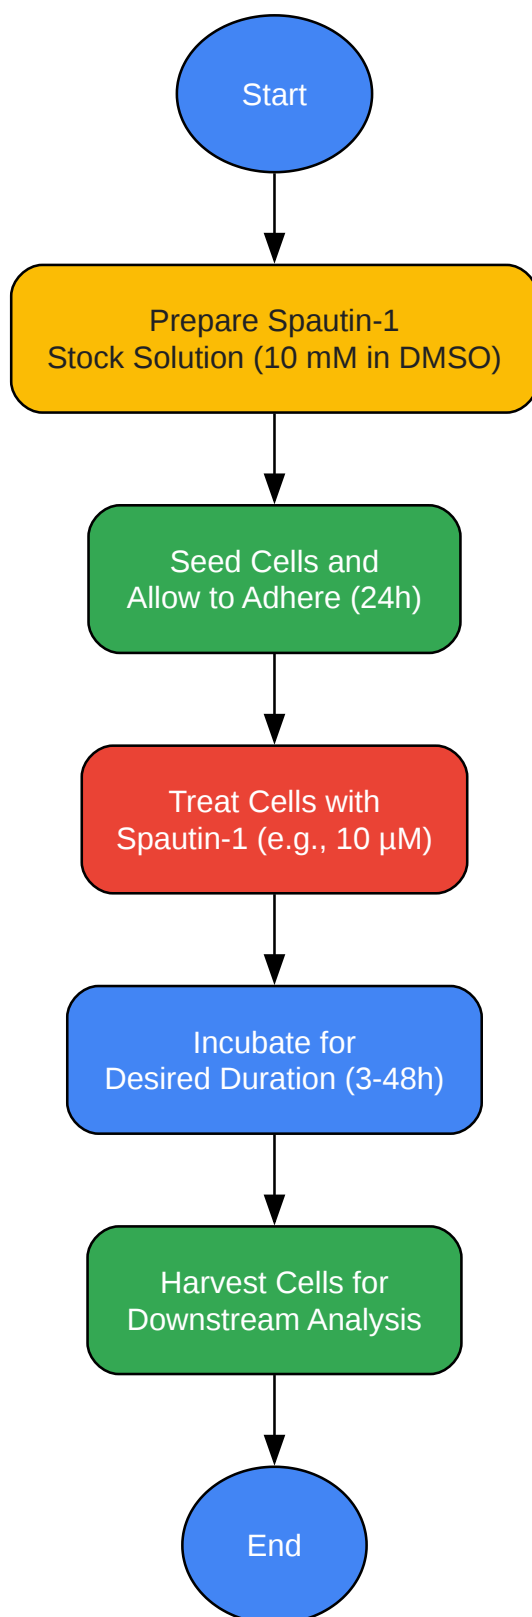 Start
Prepare Spautin-1
Stock Solution (10 mM in DMSO)
Seed Cells and
Allow to Adhere (24h)
Treat Cells with
Spautin-1 (e.g., 10 µM)
Incubate for
Desired Duration (3-48h)
Harvest Cells for
Downstream Analysis
End